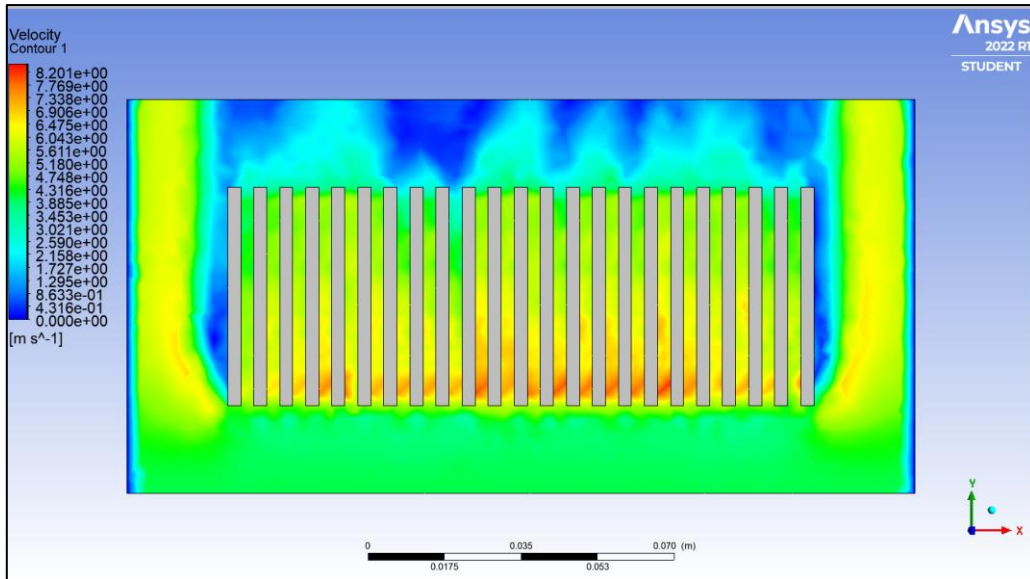 Velocity
Contour 1
8.201e+00
7.769e+00
7.338e+00
6.906e+00
6.475e+00
6.043e+00
5.611e+00
5.180e+00
4.748e+00
4.316e+00
3.885e+00
3.453e+00
3.021e+00
2.590e+00
2.158e+00
1.727e+00
1.295e+00
8.633e-01
4.316e-01
0.000e+00
[m s^-1]
Ansys
2022 R1
STUDENT
0 0.035 0.070 (m)
0.0175 0.053
Y
X